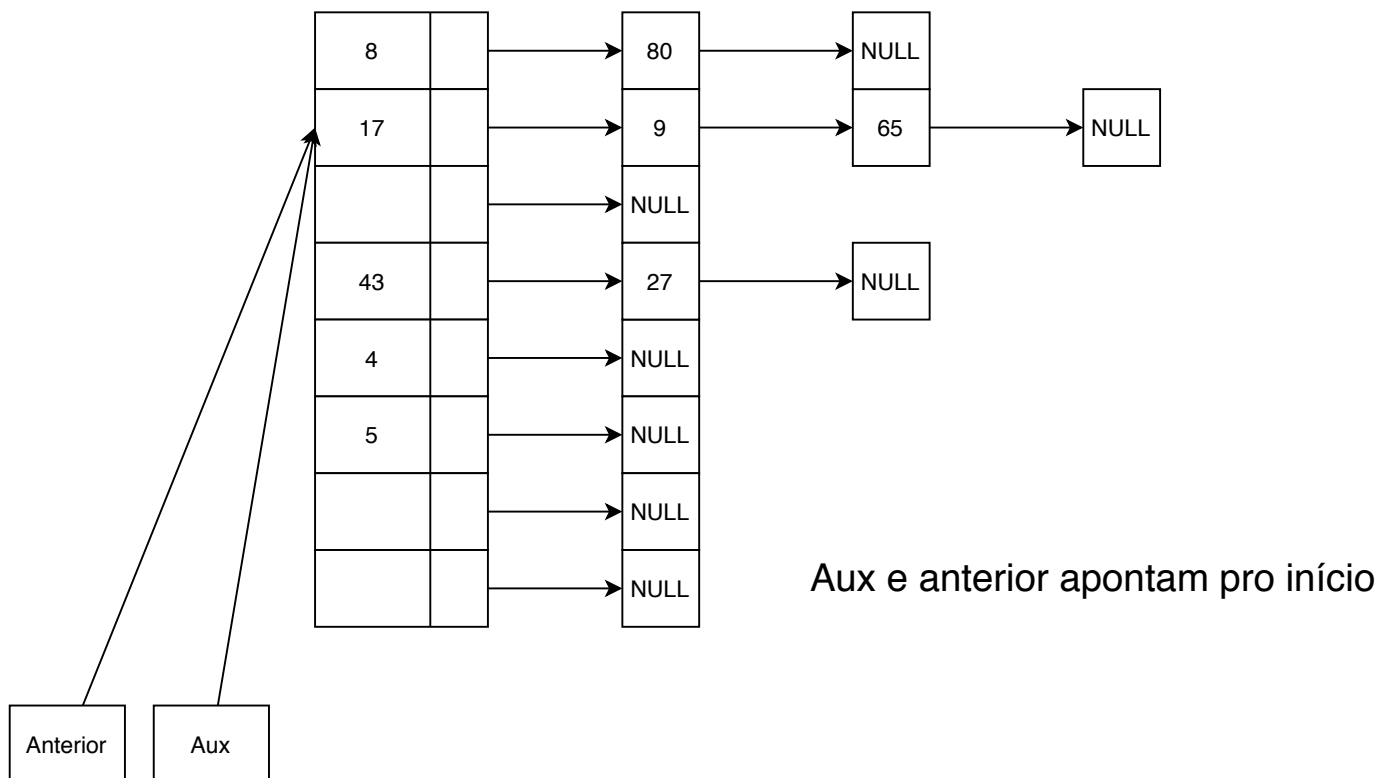 8 80 NULL
17 9 65 NULL
NULL
43 27 NULL
4 NULL
5 NULL
NULL
NULL
Aux e anterior apontam pro início
Anterior Aux